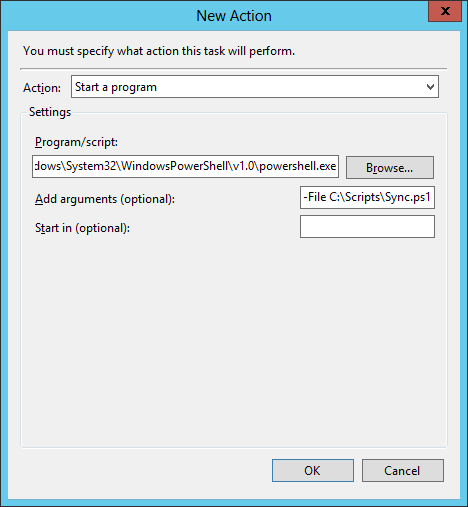 New Action
x
You must specify what action this task will perform.
Action: Start a program
Settings
Program/script:
dows\System32\WindowsPowerShell\v1.0\powershell.exe Browse...
Add arguments (optional): -File C:\Scripts\Sync.ps1
Start in (optional):
OK Cancel